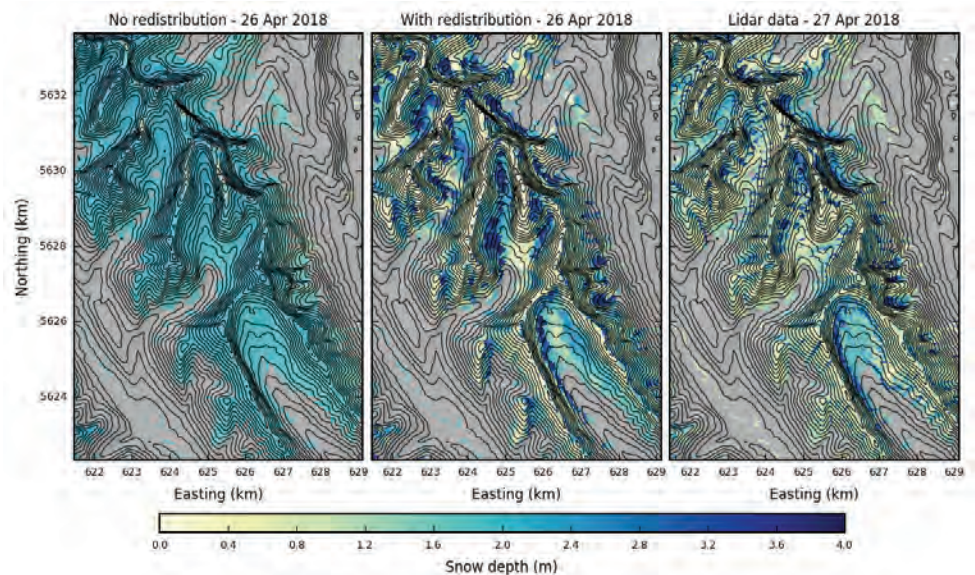 No redistribution - 26 Apr 2018
With redistribution - 26 Apr 2018
Lidar data - 27 Apr 2018
Northing (km)
5632
5630
5628
5626
5624
622 623 624 625 626 627 628 629
622 623 624 625 626 627 628 629
622 623 624 625 626 627 628 629
Easting (km)
Easting (km)
Easting (km)
0.0 0.4 0.8 1.2 1.6 2.0 2.4 2.8 3.2 3.6 4.0
Snow depth (m)